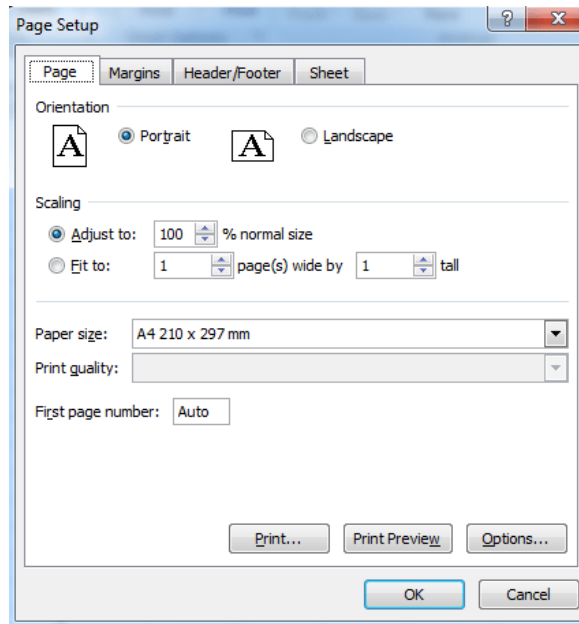 Page Setup
Page Margins Header/Footer Sheet
Orientation
A Portrait A Landscape
Scaling
Adjust to: 100 % normal size
Fit to: 1 page(s) wide by 1 tall
Paper size: A4 210 x 297 mm
Print quality:
First page number: Auto
Print... Print Preview Options...
OK Cancel